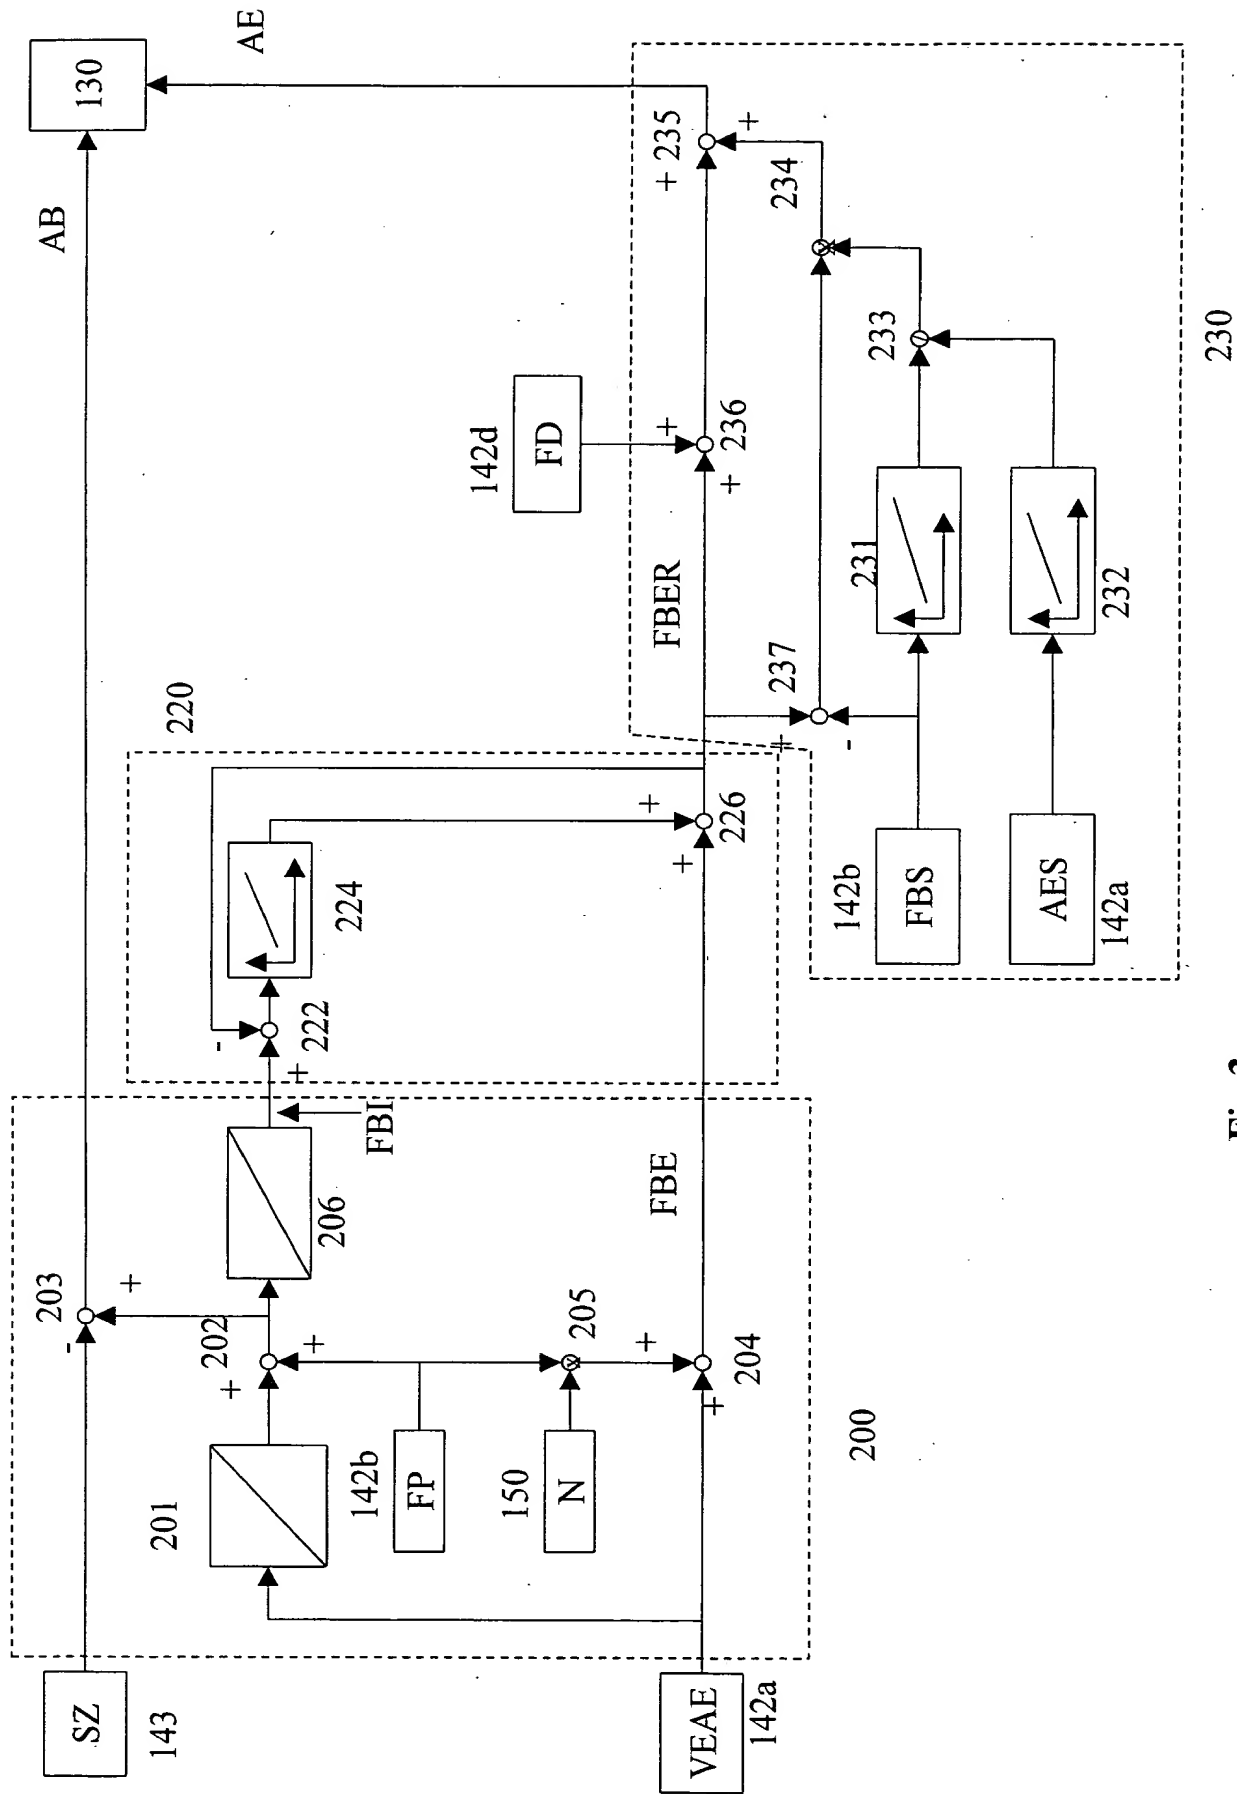 130
AE
AB
+ 235
+
234
142d
FD
+
236
+
233
230
FBER
231
232
237
+
-
220
+
226
+
224
222
-
+
142b
FBS
AES
142a
FBI
206
FBE
203
+
-
202
+
+
205
+
204
+
201
142b
FP
150
N
200
SZ
143
VEAE
142a